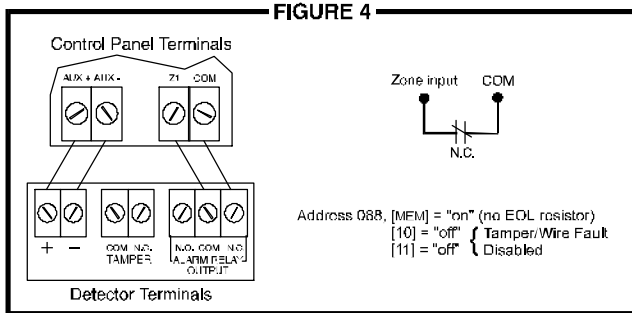 FIGURE 4
Control Panel Terminals
AUX + AUX - Z1 COM
+ - COM N.C. N.O. COM N.C.
TAMPER ALARM RELAY
OUTPUT
Detector Terminals
Zone input COM
N.C.
Address 088, [MEM] = "on" (no EOL resistor)
[10] = "off" { Tamper/Wire Fault
[11] = "off" Disabled